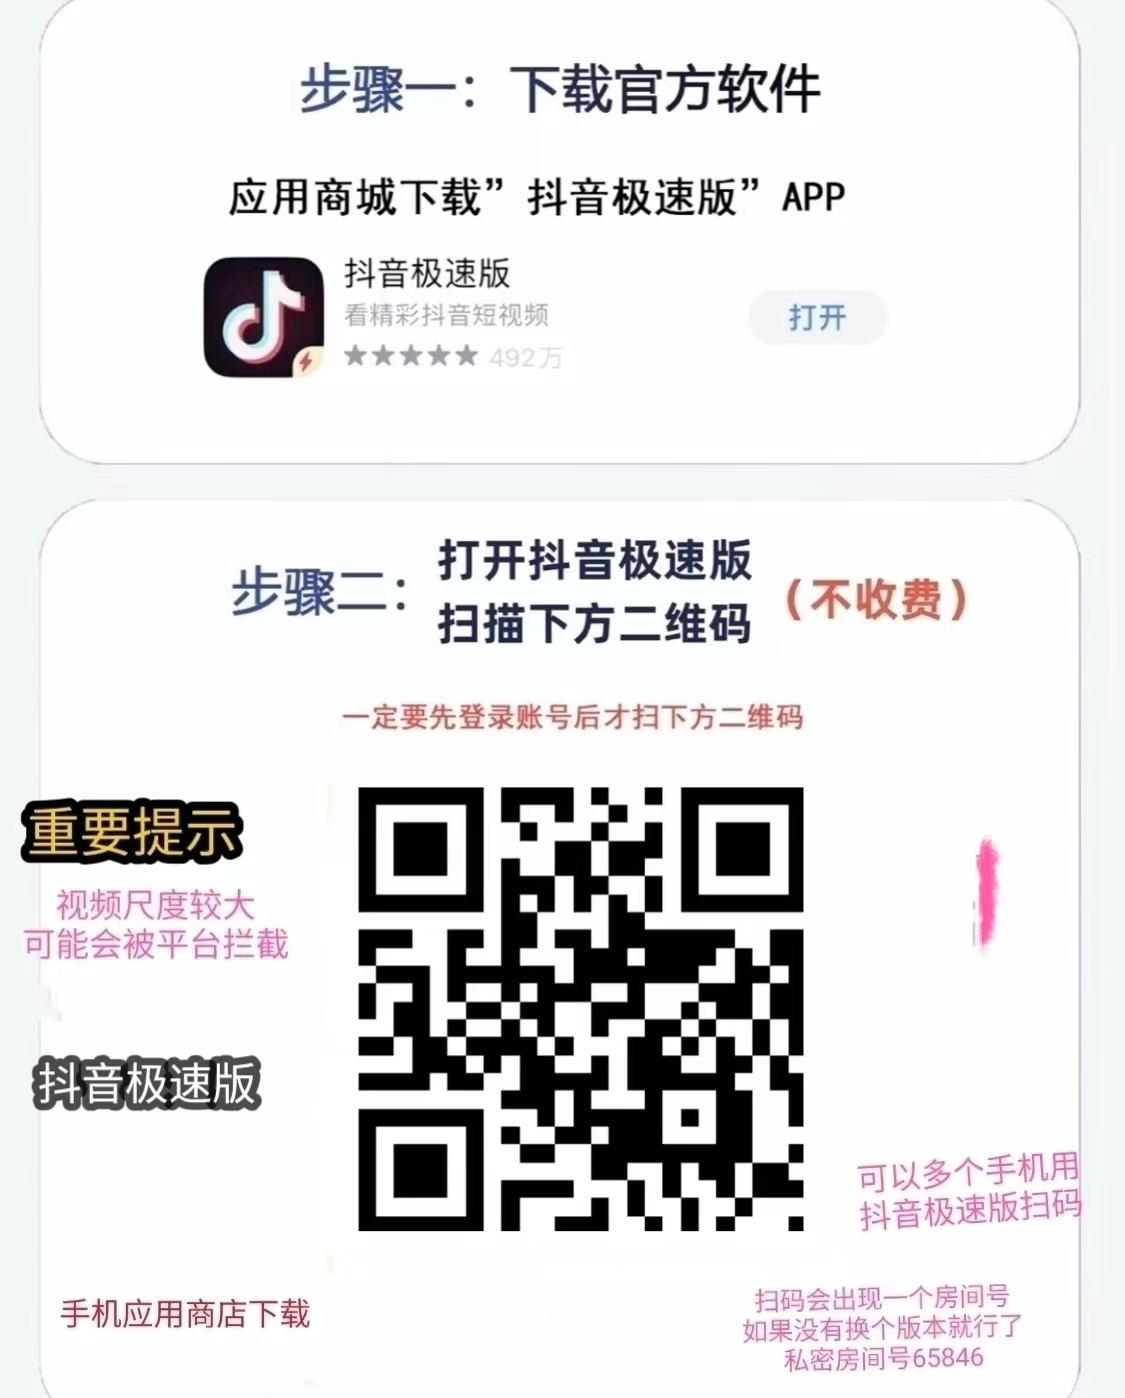 步骤一：下载官方软件
应用商城下载”抖音极速版”APP
抖音极速版
看精彩抖音短视频
★★★★★ 492万
打开
步骤二：
打开抖音极速版
扫描下方二维码
（不收费）
一定要先登录账号后才扫下方二维码
重要提示
视频尺度较大
可能会被平台拦截
抖音极速版
可以多个手机用
抖音极速版扫码
手机应用商店下载
扫码会出现一个房间号
如果没有换个版本就行了
私密房间号65846